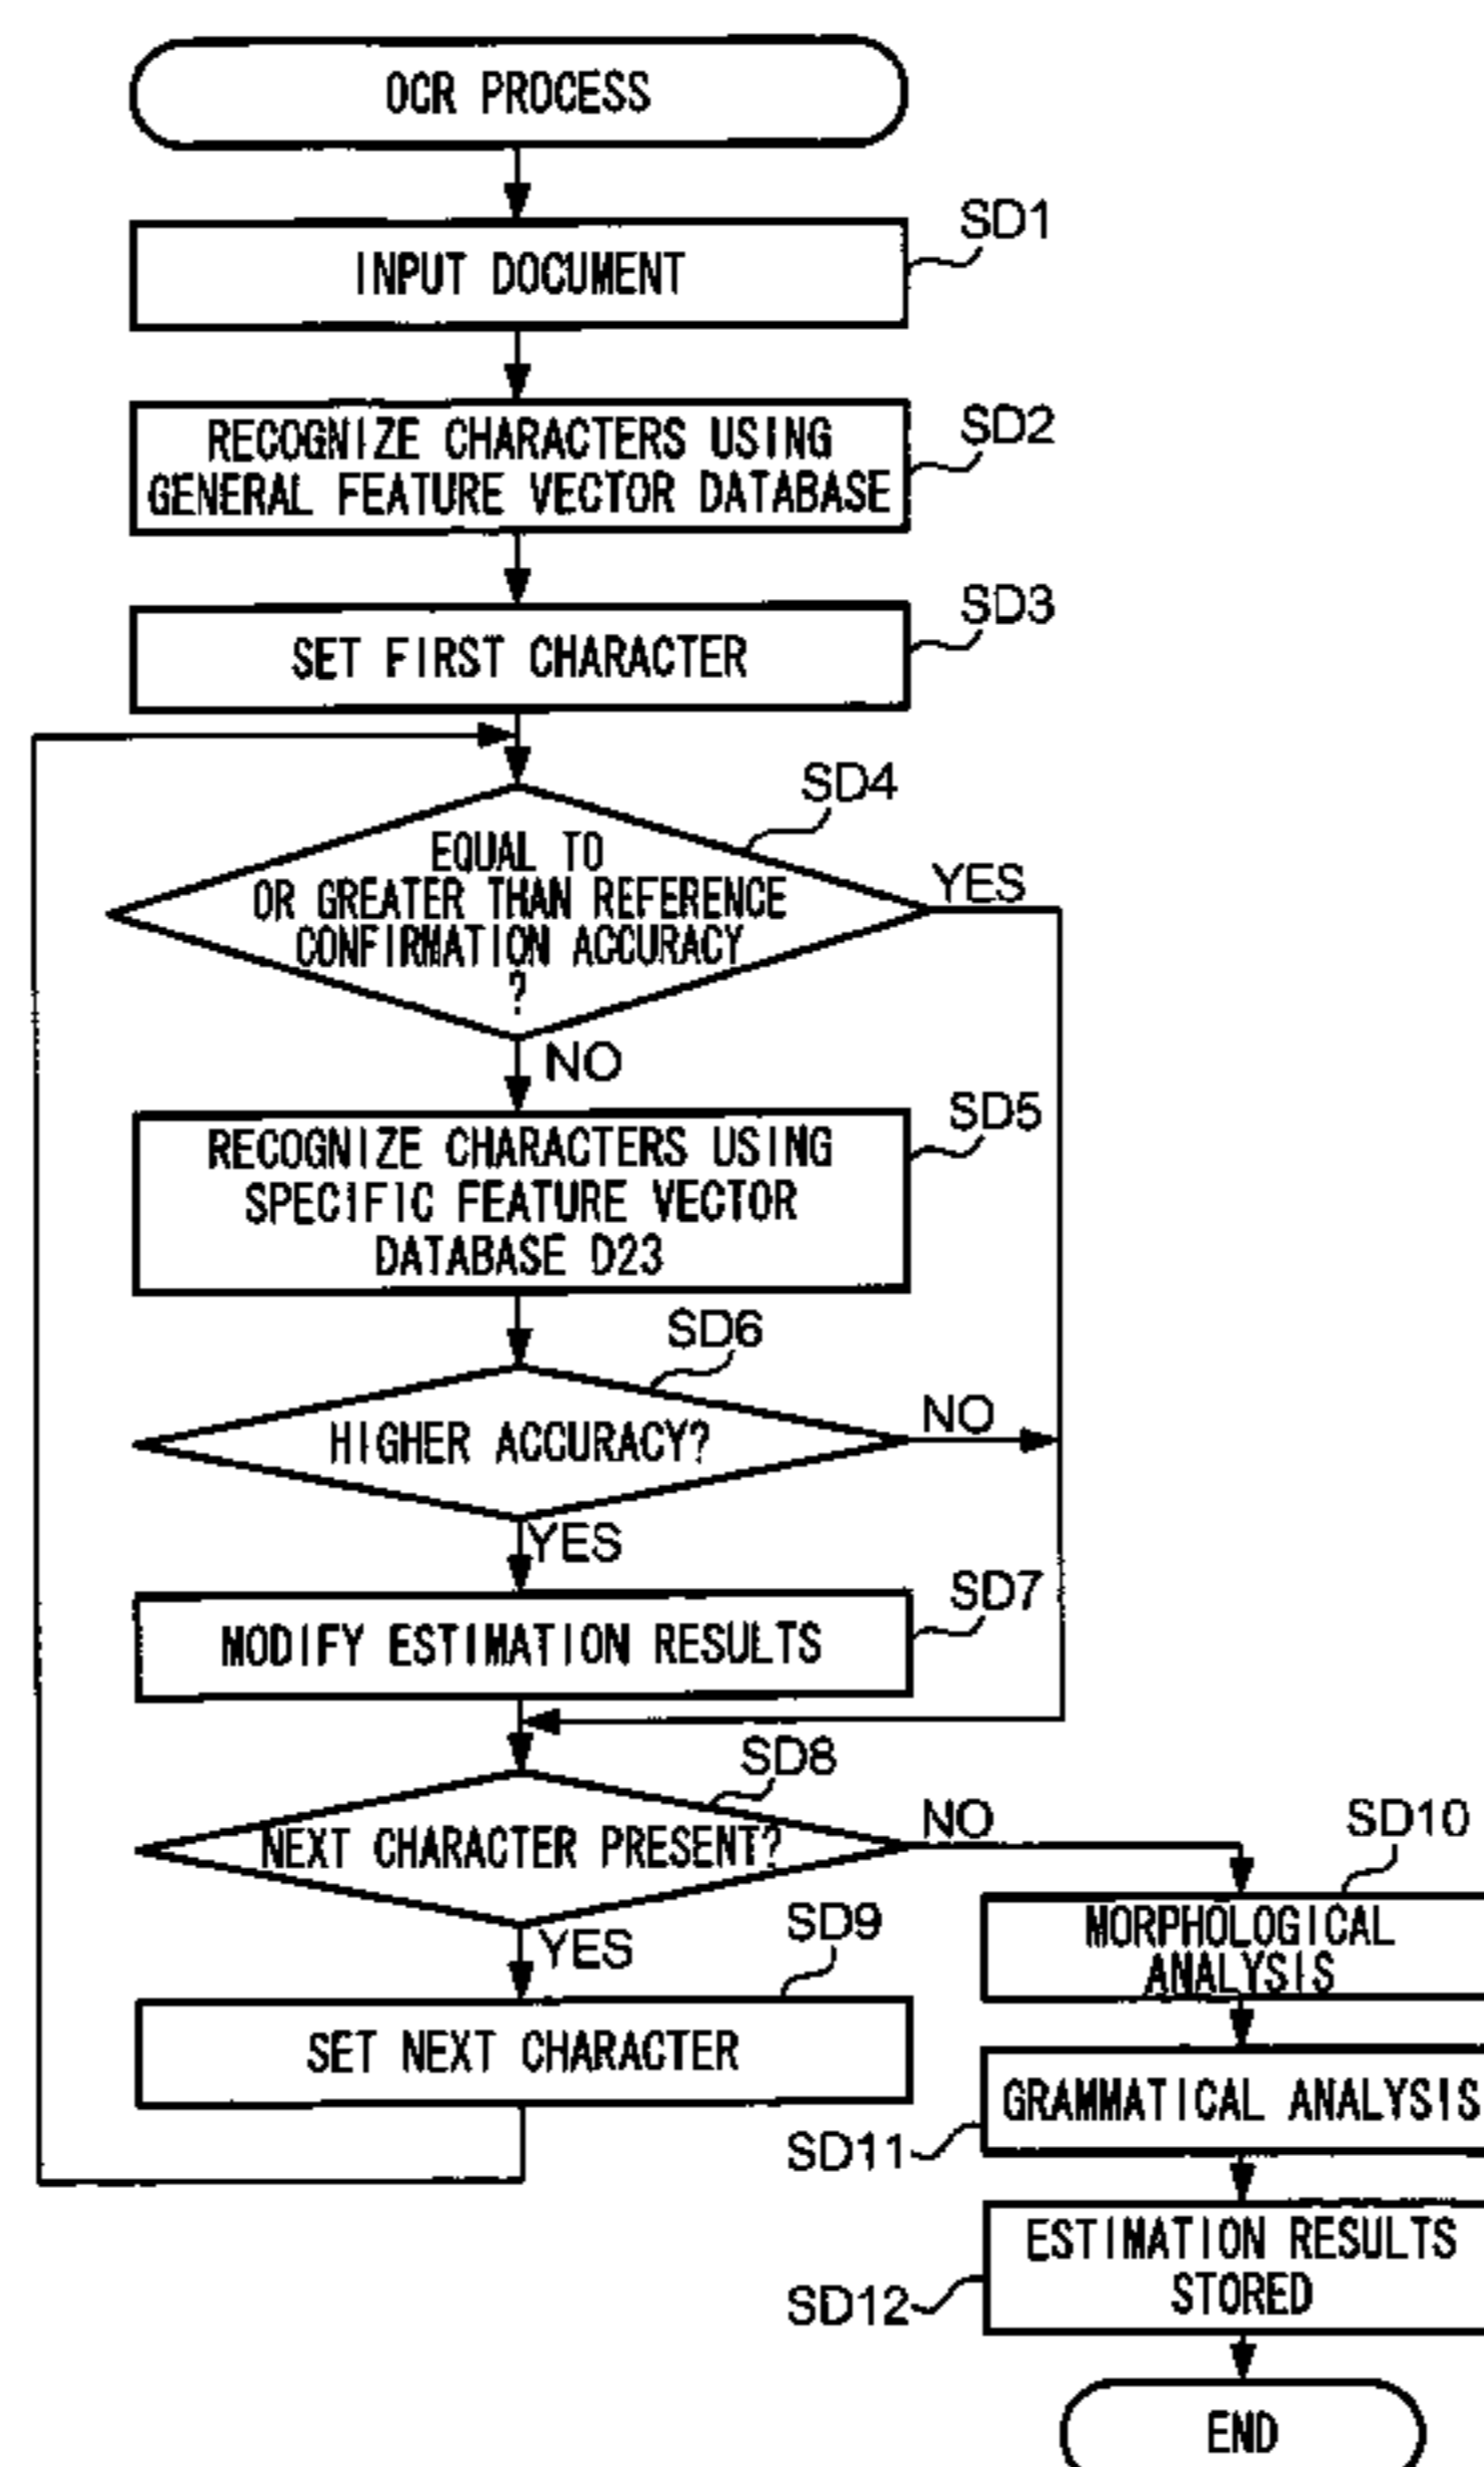 OCR PROCESS
SD1
INPUT DOCUMENT
SD2
RECOGNIZE CHARACTERS USING
GENERAL FEATURE VECTOR DATABASE
SD3
SET FIRST CHARACTER
SD4
EQUAL TO
OR GREATER THAN REFERENCE
CONFIRMATION ACCURACY
?
YES
NO
SD5
RECOGNIZE CHARACTERS USING
SPECIFIC FEATURE VECTOR
DATABASE D23
SD6
HIGHER ACCURACY?
NO
YES
SD7
MODIFY ESTIMATION RESULTS
SD8
NEXT CHARACTER PRESENT?
NO
YES
SD9
SET NEXT CHARACTER
SD10
MORPHOLOGICAL
ANALYSIS
GRAMMATICAL ANALYSIS
SD11
ESTIMATION RESULTS
STORED
SD12
END